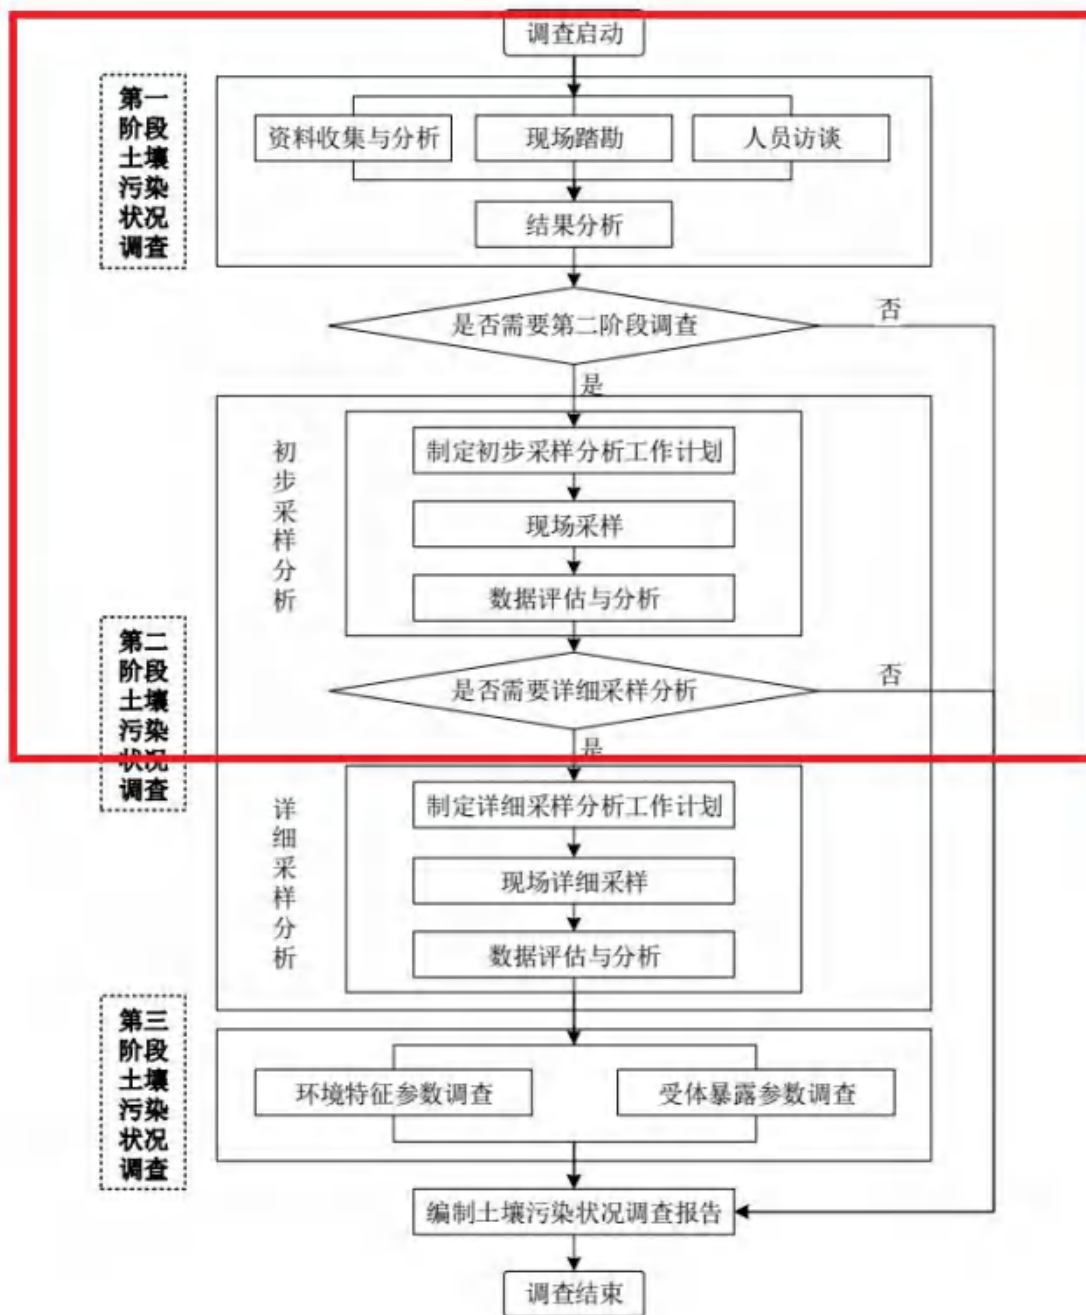 调查启动
第一
阶段
土壤
污染
状况
调查
资料收集与分析
现场踏勘
人员访谈
结果分析
是否需要第二阶段调查
否
是
初
步
采
样
分
析
制定初步采样分析工作计划
现场采样
数据评估与分析
第二
阶段
土壤
污染
状况
调查
是否需要详细采样分析
否
是
详
细
采
样
分
析
制定详细采样分析工作计划
现场详细采样
数据评估与分析
第三
阶段
土壤
污染
状况
调查
环境特征参数调查
受体暴露参数调查
编制土壤污染状况调查报告
调查结束